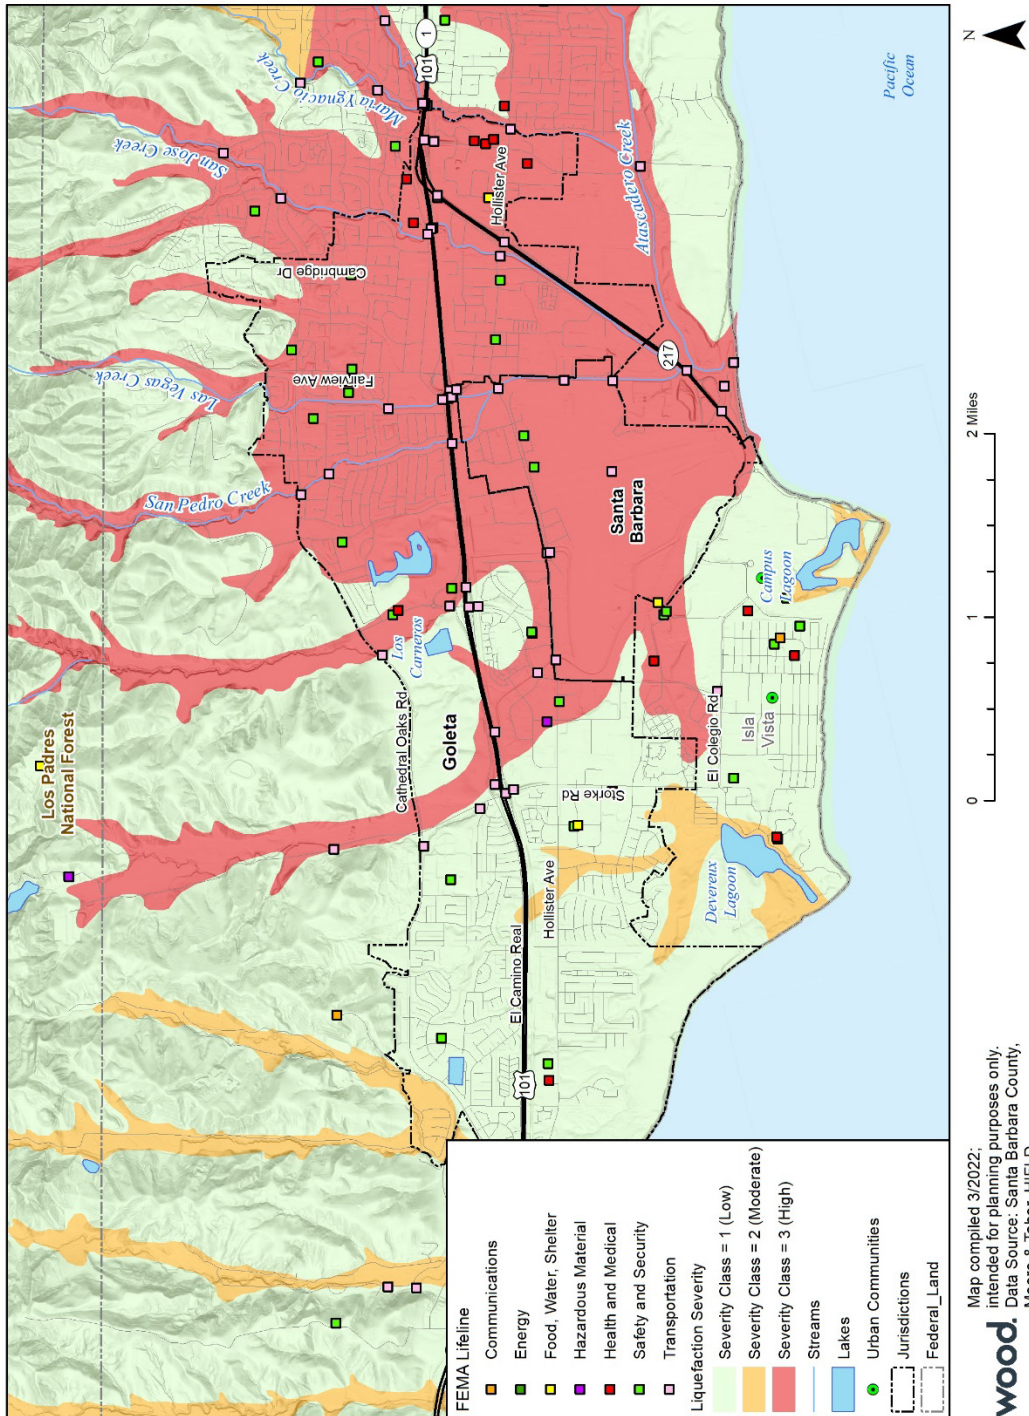 Los Padres
National Forest
San Pedro Creek
Las Vegas Creek
San Jose Creek
Maria Ygnacio Creek
Cathedral Oaks Rd
Los
Carneros
Fairview Ave
Cambridge Dr
Goleta
101
1
El Camino Real
101
Hollister Ave
Storke Rd
Hollister Ave
Santa
Barbara
217
Atascadero Creek
Devereux
Lagoon
El Colegio Rd
Isla
Vista
Campus
Lagoon
Pacific
Ocean
FEMA Lifeline
Communications
Energy
Food, Water, Shelter
Hazardous Material
Health and Medical
Safety and Security
Transportation
Liquefaction Severity
Severity Class = 1 (Low)
Severity Class = 2 (Moderate)
Severity Class = 3 (High)
Streams
Lakes
Urban Communities
Jurisdictions
Federal_Land
wood.
Map compiled 3/2022;
intended for planning purposes only.
Data Source: Santa Barbara County,
0 1 2 Miles
N